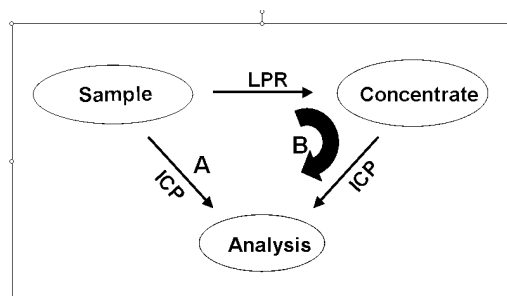 LPR
Sample
Concentrate
A
B
ICP
ICP
Analysis